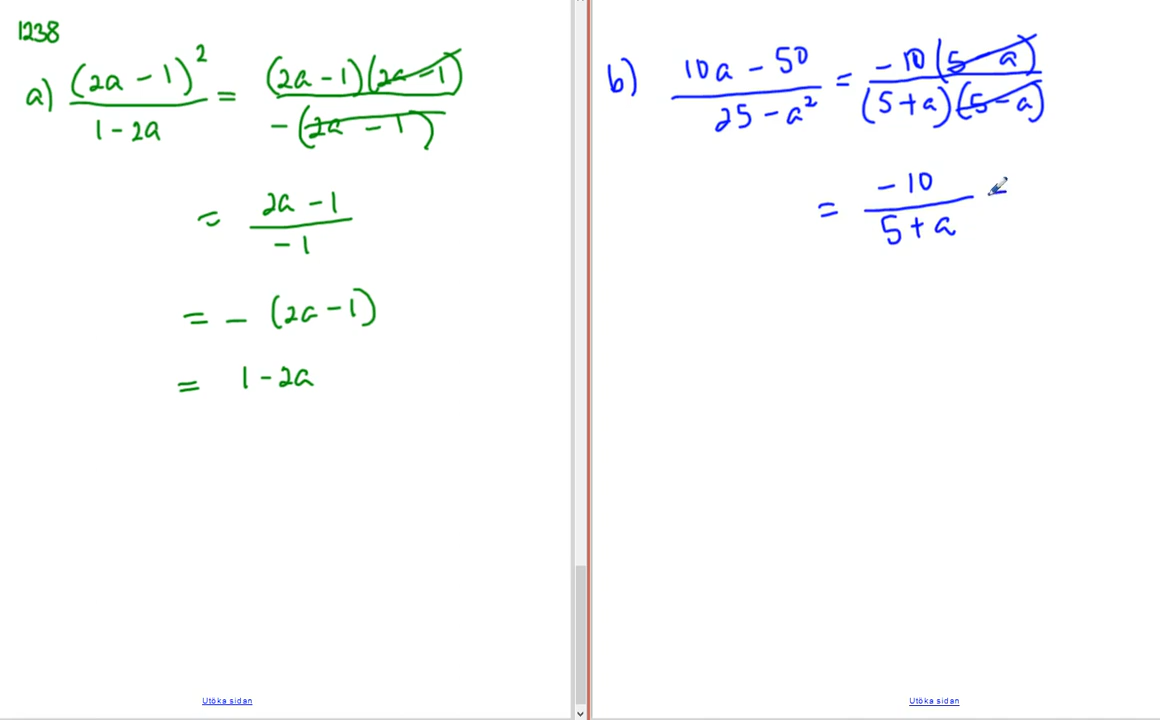 1238
a) (2a - 1)² / (1 - 2a) = (2a - 1)(2a - 1) / -(2a - 1)
= (2a - 1) / -1
= - (2a - 1)
= 1 - 2a
b) (10a - 50) / (25 - a²) = -10(5 - a) / (5 + a)(5 - a)
= -10 / (5 + a)
Utöka sidan
Utöka sidan